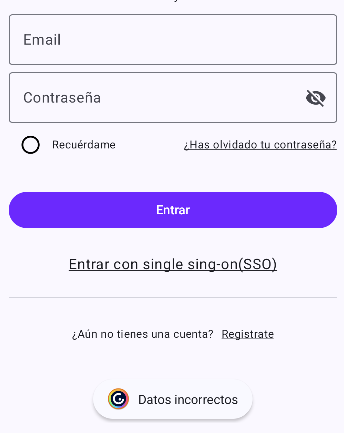 Email
Contraseña
Recuérdame ¿Has olvidado tu contraseña?
Entrar
Entrar con single sing-on(SSO)
¿Aún no tienes una cuenta? Registrate
Datos incorrectos